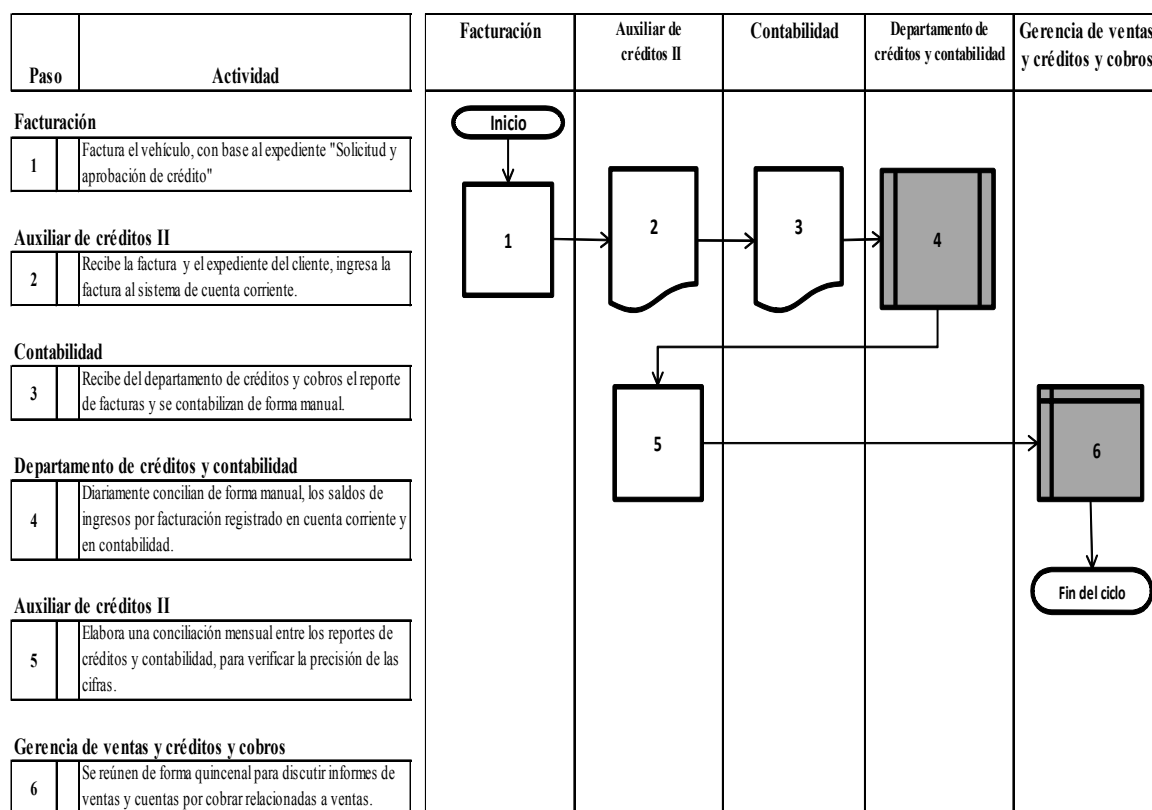 Paso Actividad
Facturación
1
Factura el vehículo, con base al expediente "Solicitud y
aprobación de crédito"
Auxiliar de créditos II
2
Recibe la factura y el expediente del cliente, ingresa la
factura al sistema de cuenta corriente.
Contabilidad
3
Recibe del departamento de créditos y cobros el reporte
de facturas y se contabilizan de forma manual.
Departamento de créditos y contabilidad
4
Diariamente concilian de forma manual, los saldos de
ingresos por facturación registrado en cuenta corriente y
en contabilidad.
Auxiliar de créditos II
5
Elabora una conciliación mensual entre los reportes de
créditos y contabilidad, para verificar la precisión de las
cifras.
Gerencia de ventas y créditos y cobros
6
Se reúnen de forma quincenal para discutir informes de
ventas y cuentas por cobrar relacionadas a ventas.
Facturación
Auxiliar de
créditos II
Contabilidad
Departamento de
créditos y contabilidad
Gerencia de ventas
y créditos y cobros
Inicio
1
2
3
4
5
6
Fin del ciclo